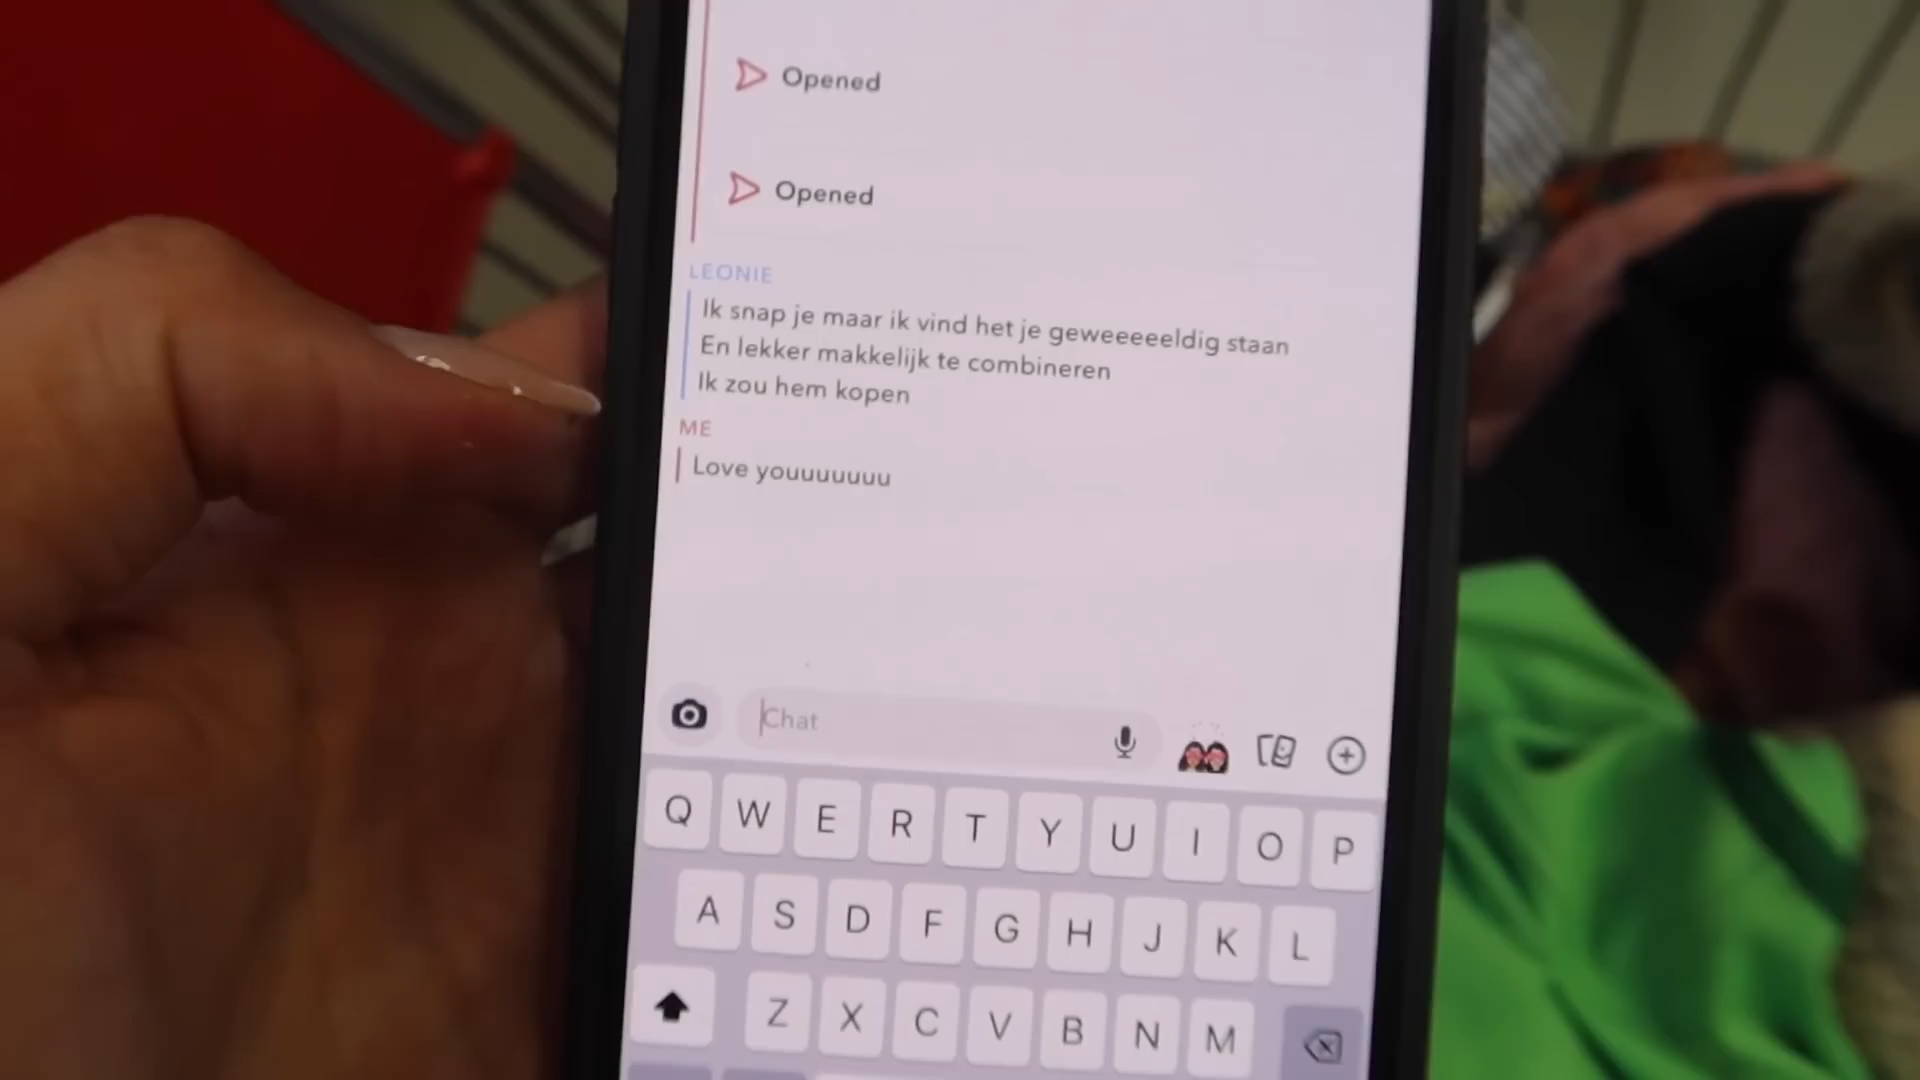 Opened
Opened
LEONIE
Ik snap je maar ik vind het je geweeeeeldig staan
En lekker makkelijk te combineren
Ik zou hem kopen
ME
Love youuuuuuu
Chat
Q W E R T Y U I O P
A S D F G H J K L
Z X C V B N M